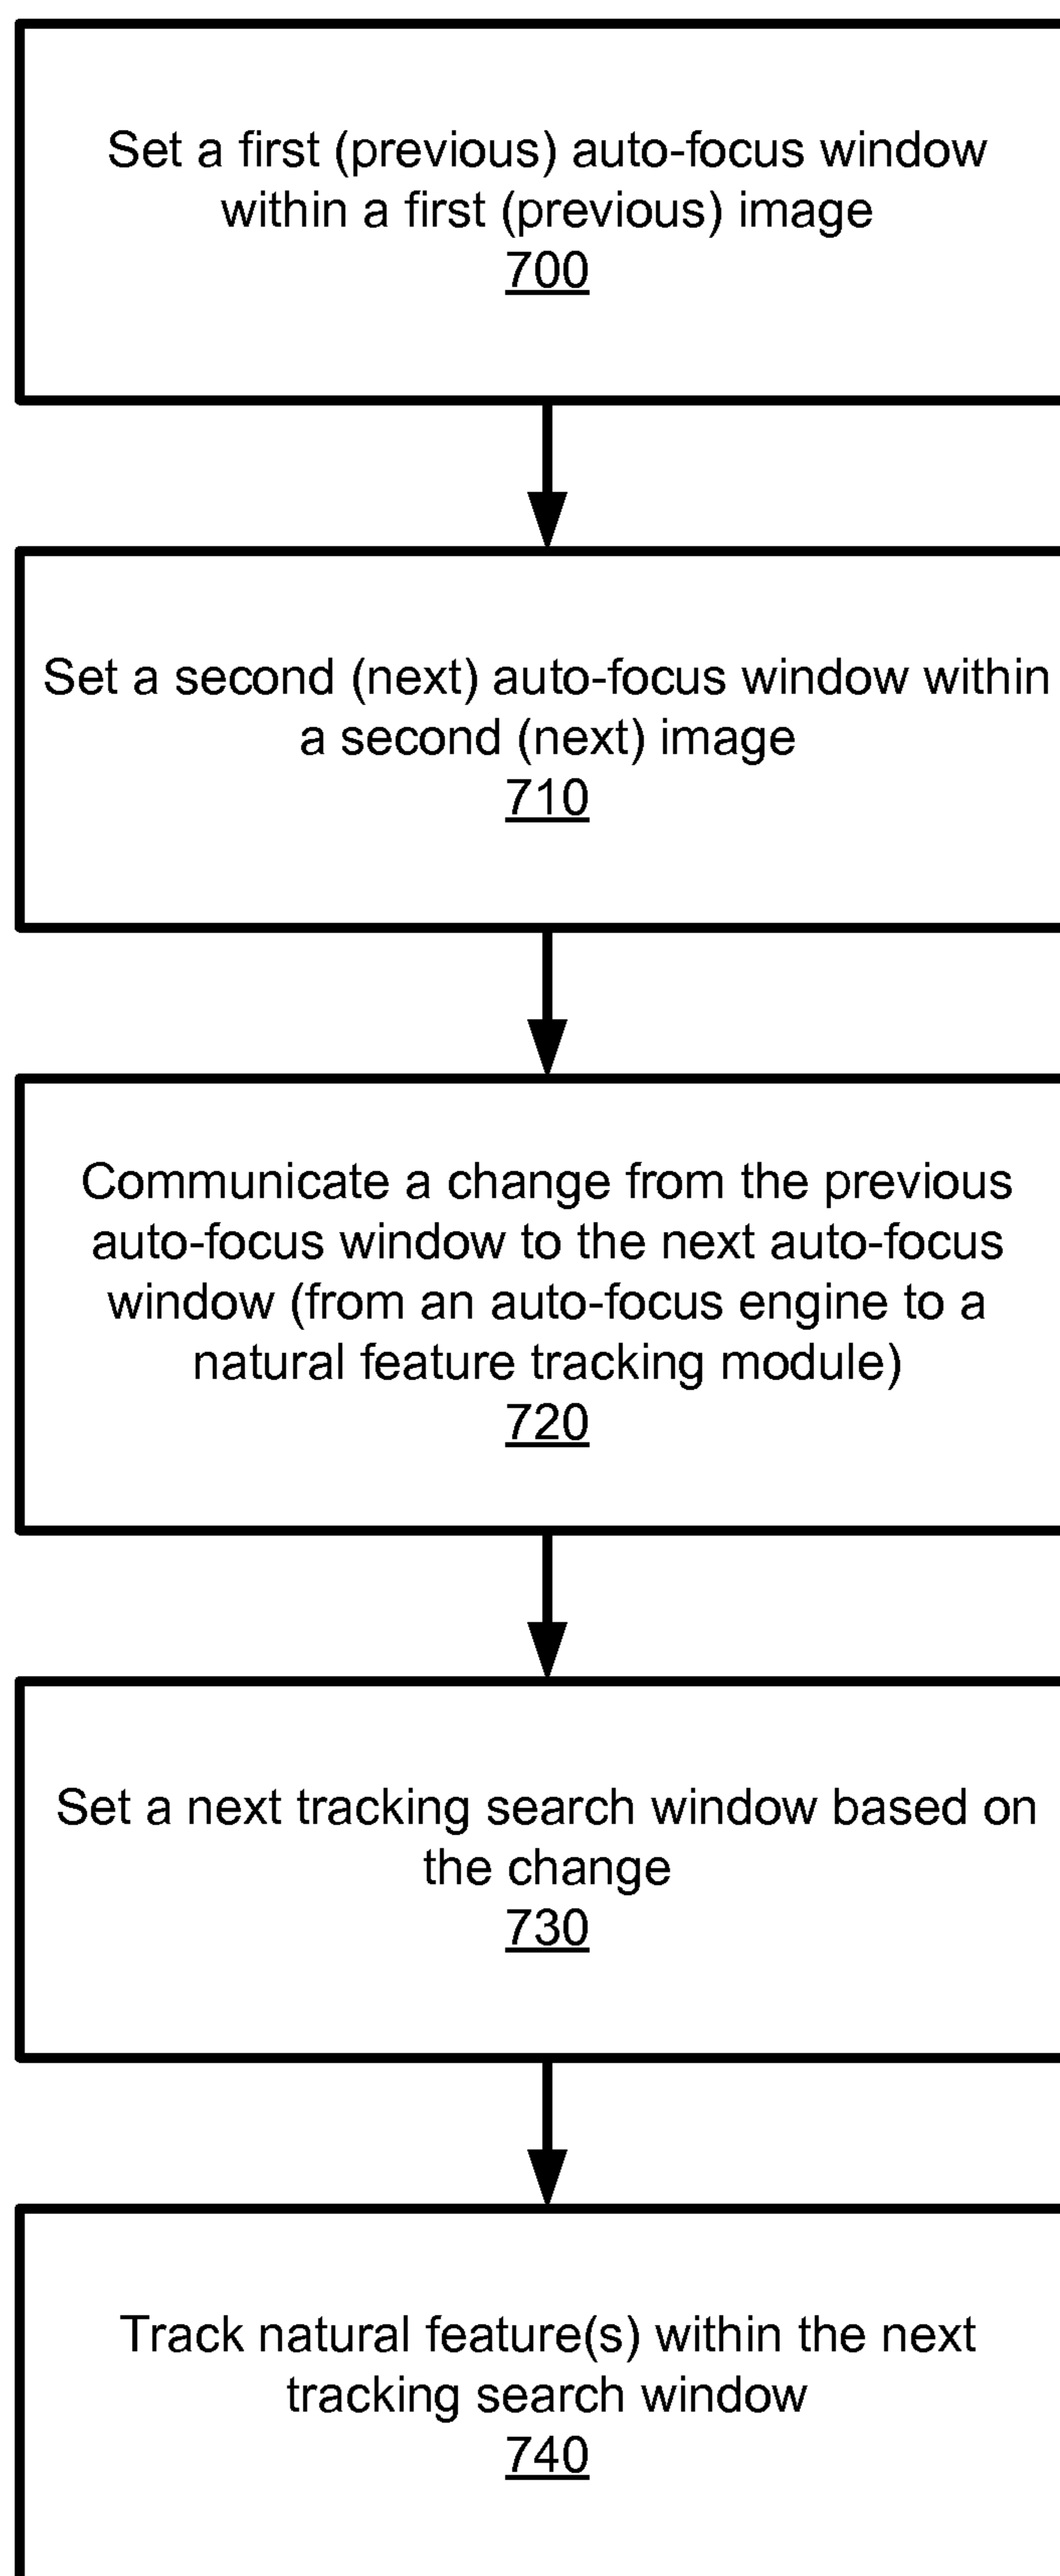 Set a first (previous) auto-focus window
within a first (previous) image
700
Set a second (next) auto-focus window within
a second (next) image
710
Communicate a change from the previous
auto-focus window to the next auto-focus
window (from an auto-focus engine to a
natural feature tracking module)
720
Set a next tracking search window based on
the change
730
Track natural feature(s) within the next
tracking search window
740